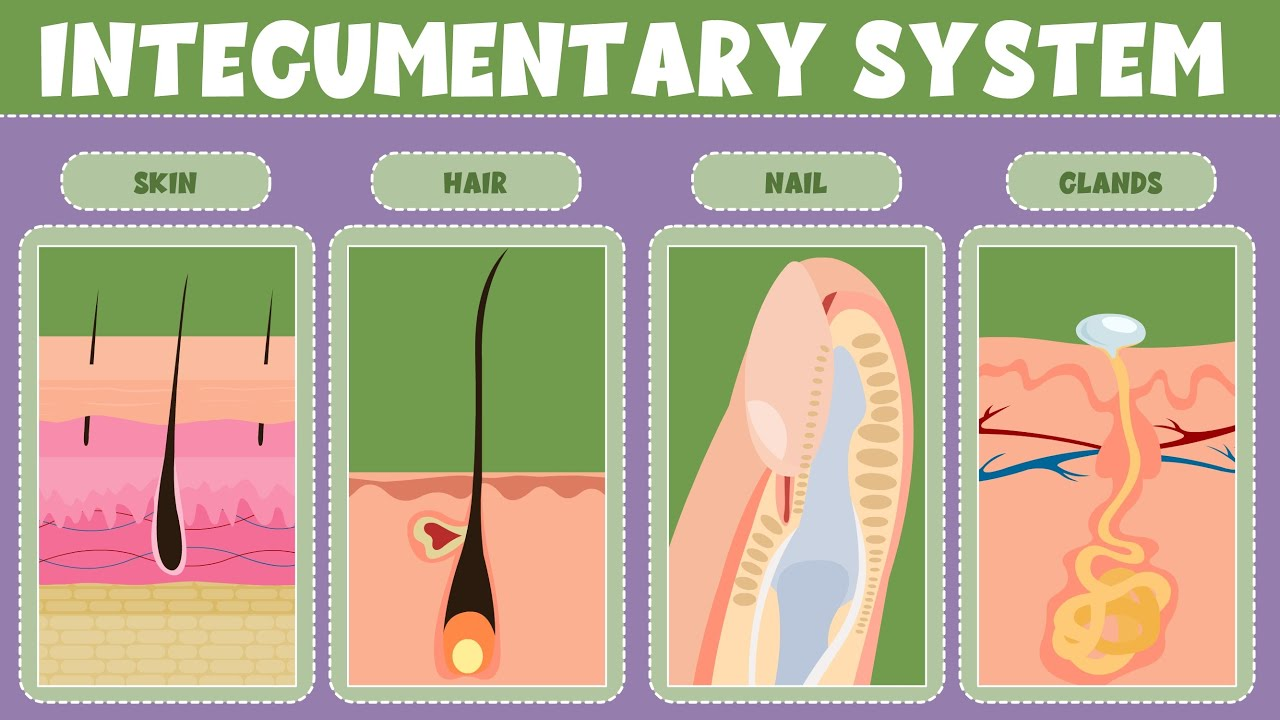 INTEGUMENTARY SYSTEM
SKIN
HAIR
NAIL
GLANDS